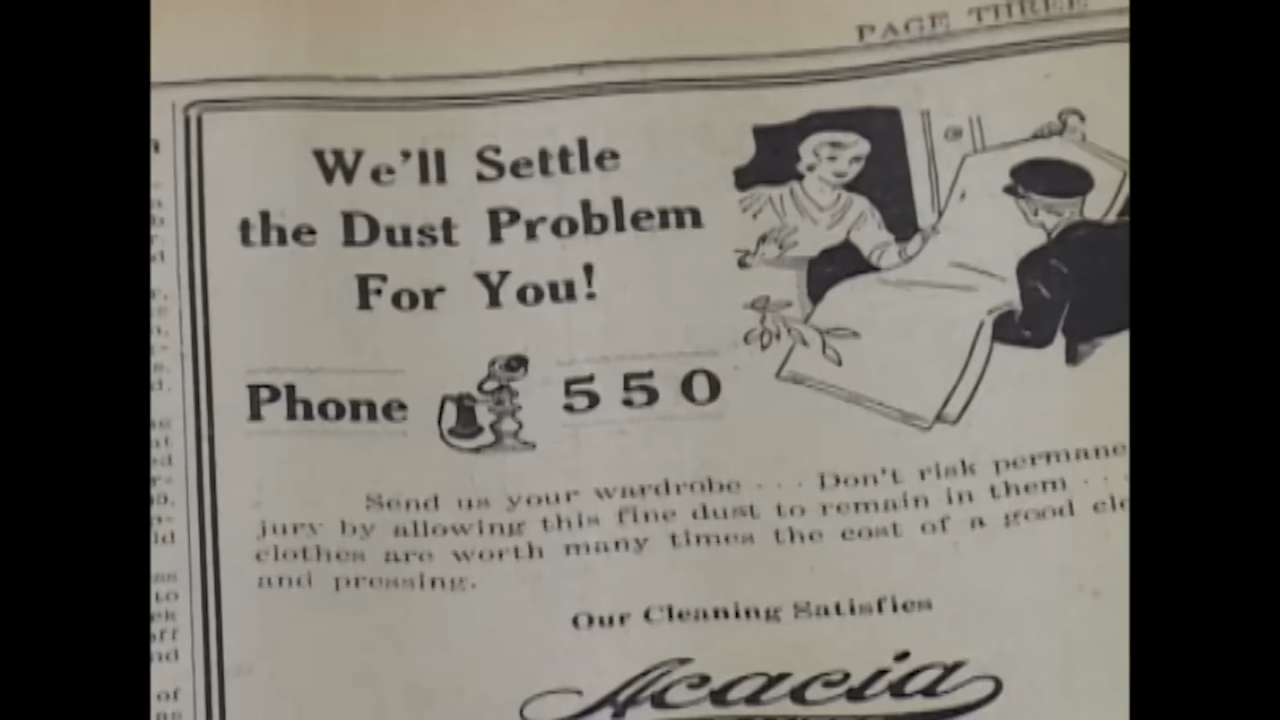 PAGE THREE
We'll Settle
the Dust Problem
For You!
Phone 550
Send us your wardrobe ... Don't risk permane
jury by allowing this fine dust to remain in them ...
clothes are worth many times the cost of a good cle
and pressing.
Our Cleaning Satisfies
Acacia